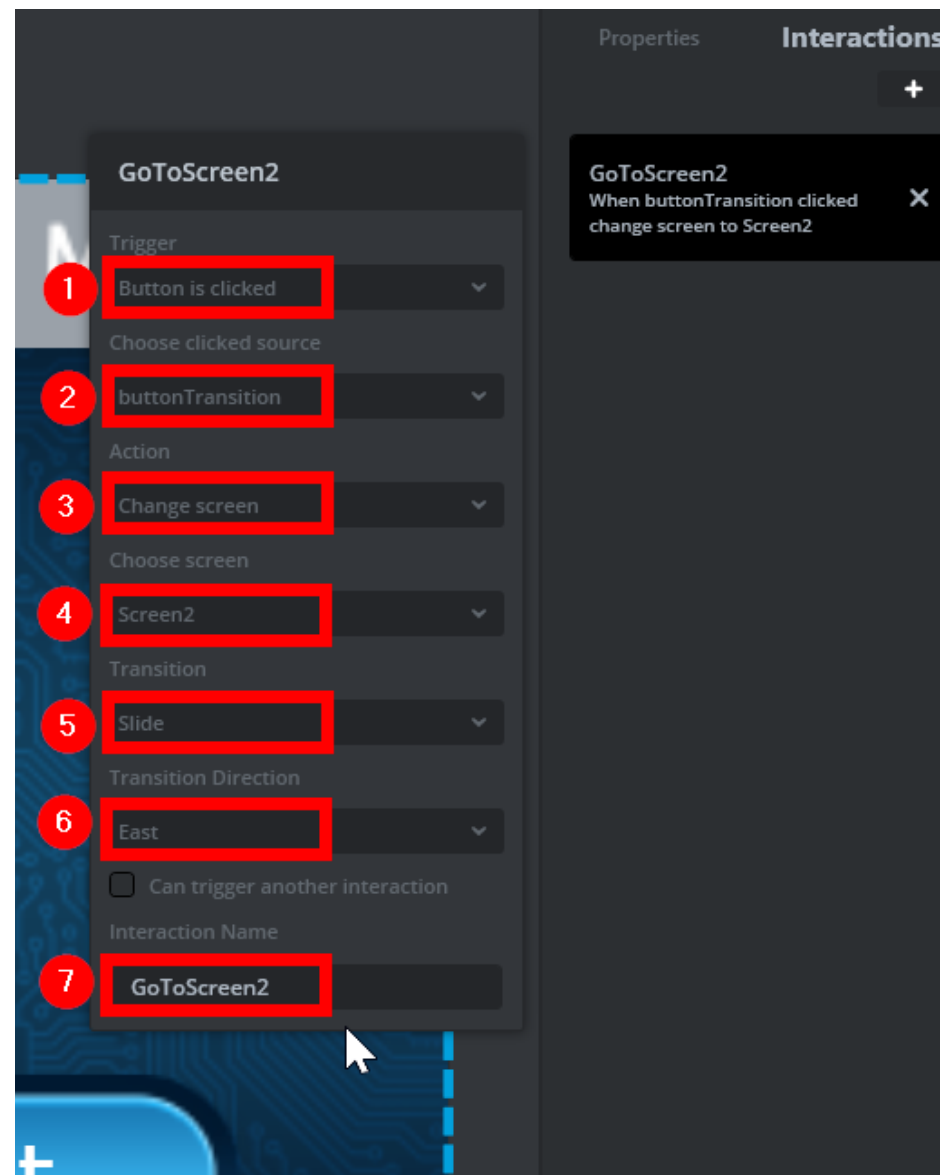 Properties
Interactions
+
GoToScreen2
GoToScreen2
When buttonTransition clicked
change screen to Screen2
M
Trigger
1
Button is clicked
Choose clicked source
2
buttonTransition
Action
3
Change screen
Choose screen
4
Screen2
Transition
5
Slide
Transition Direction
6
East
Can trigger another interaction
Interaction Name
7
GoToScreen2
+